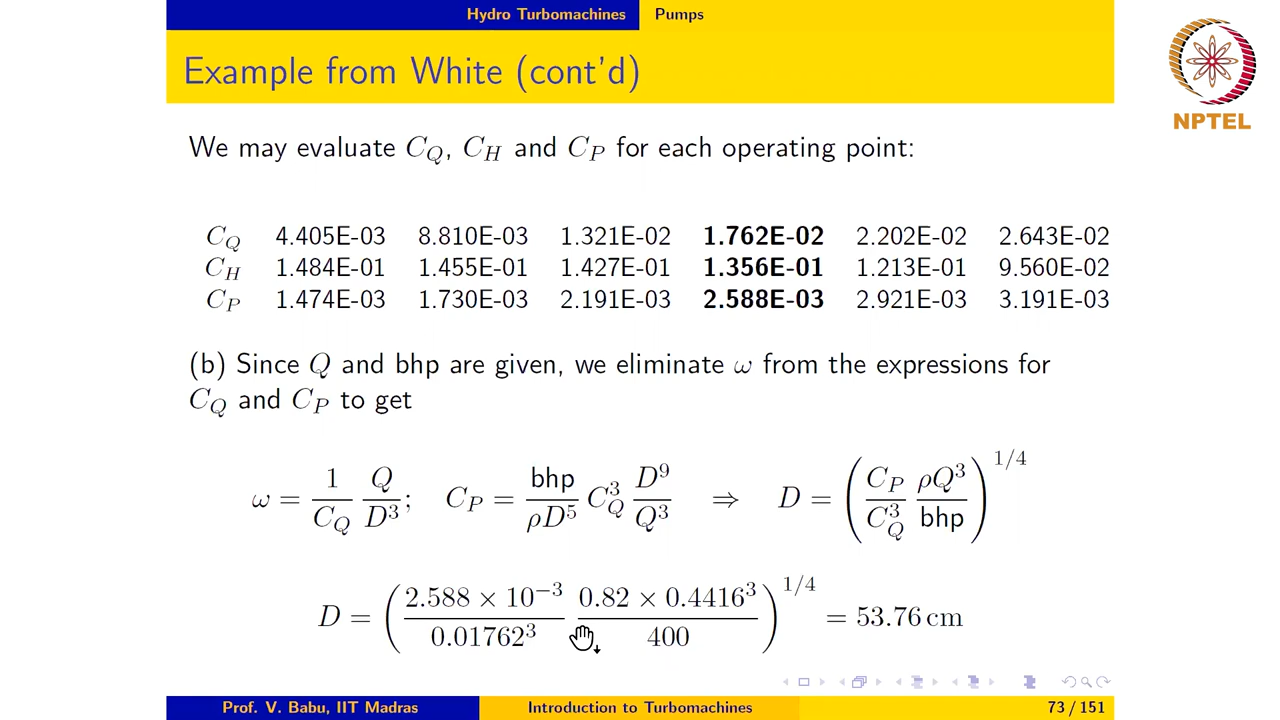 Hydro Turbomachines Pumps
Example from White (cont'd)
NPTEL
We may evaluate C_Q, C_H and C_P for each operating point:
C_Q 4.405E-03 8.810E-03 1.321E-02 1.762E-02 2.202E-02 2.643E-02
C_H 1.484E-01 1.455E-01 1.427E-01 1.356E-01 1.213E-01 9.560E-02
C_P 1.474E-03 1.730E-03 2.191E-03 2.588E-03 2.921E-03 3.191E-03
(b) Since Q and bhp are given, we eliminate ω from the expressions for
C_Q and C_P to get
ω = 1/C_Q Q/D³; C_P = bhp/ρD⁵ C_Q³ D⁹/Q³ ⇒ D = (C_P/C_Q³ ρQ³/bhp)^1/4
D = (2.588 × 10⁻³/0.01762³ 0.82 × 0.4416³/400)^1/4 = 53.76 cm
Prof. V. Babu, IIT Madras Introduction to Turbomachines 73 / 151